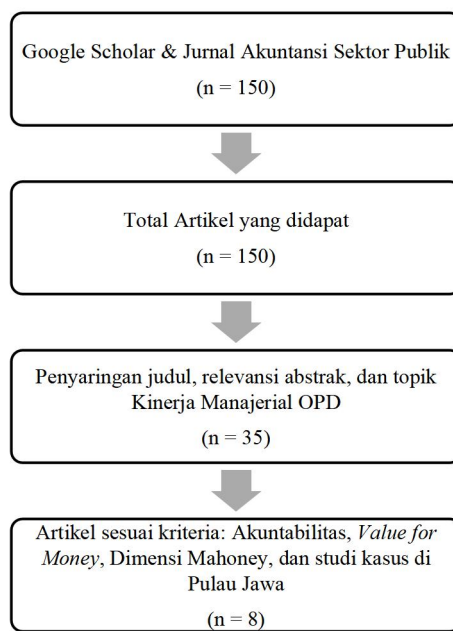 Google Scholar & Jurnal Akuntansi Sektor Publik
(n = 150)
Total Artikel yang didapat
(n = 150)
Penyaringan judul, relevansi abstrak, dan topik
Kinerja Manajerial OPD
(n = 35)
Artikel sesuai kriteria: Akuntabilitas, Value for
Money, Dimensi Mahoney, dan studi kasus di
Pulau Jawa
(n = 8)